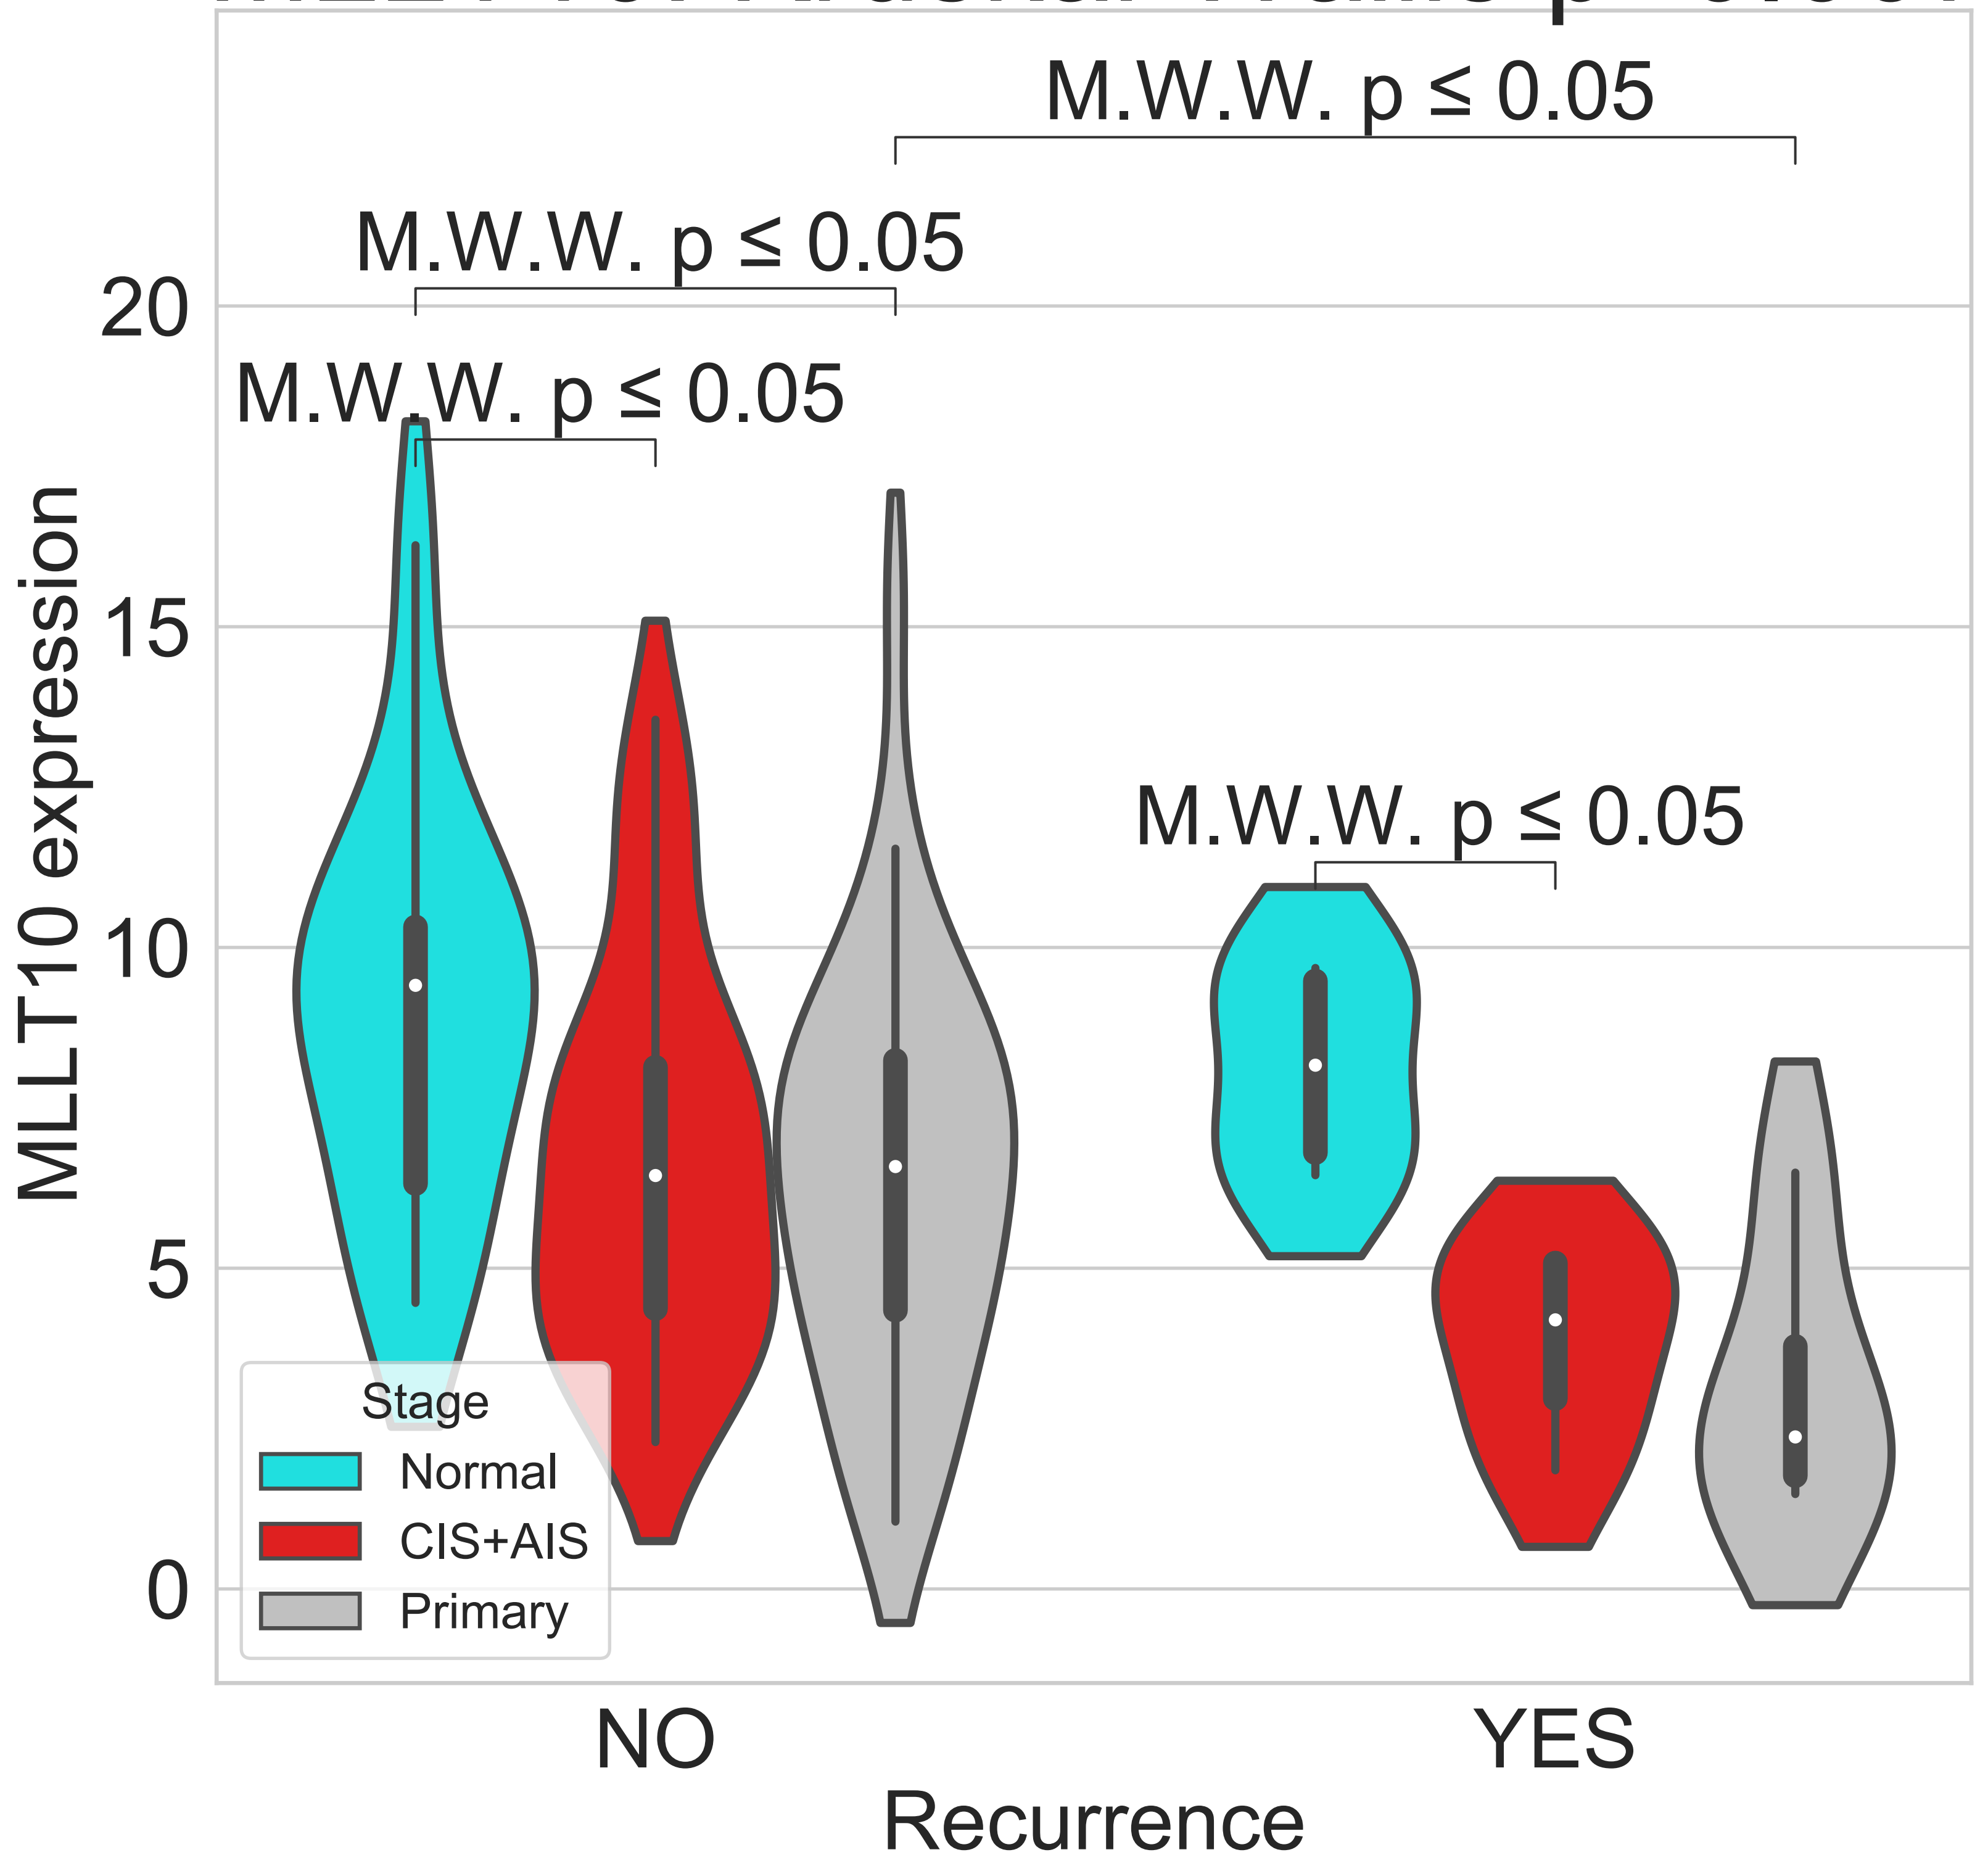 M.W.W. p ≤ 0.05
M.W.W. p ≤ 0.05
20
M.W.W. p ≤ 0.05
MLLT10 expression
15
M.W.W. p ≤ 0.05
10
5
Stage
Normal
CIS+AIS
0
Primary
NO
YES
Recurrence